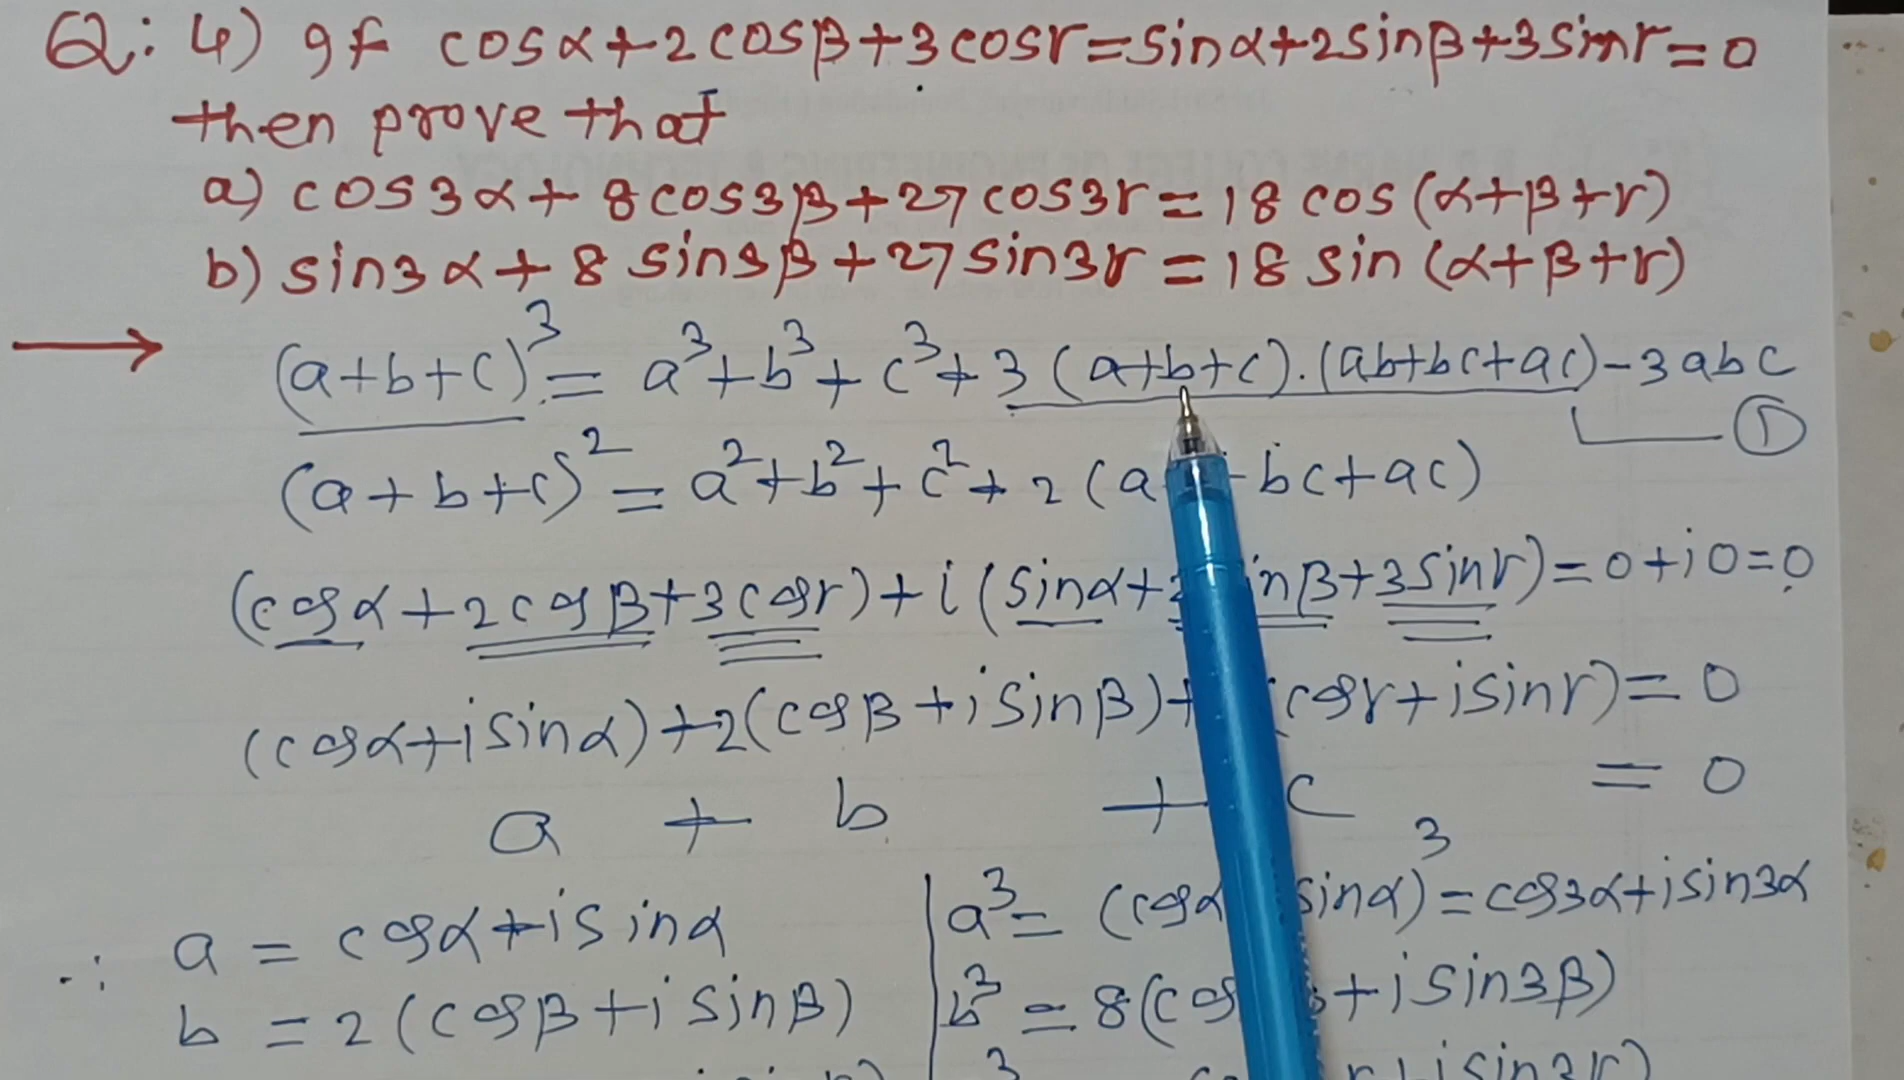 Q: 4) If cosα+2cosβ+3cosr=sinα+2sinβ+3sinr=0
then prove that
a) cos3α+8cos3β+27cos3r=18cos(α+β+r)
b) sin3α+8sin3β+27sin3r=18sin(α+β+r)
(a+b+c)³=a³+b³+c³+3(a+b+c).(ab+bc+ac)-3abc
①
(a+b+c)²=a²+b²+c²+2(a bc+ac)
(cosα+2cosβ+3cosr)+i(sinα+ inβ+3sinr)=0+i0=0
(cosα+isinα)+2(cosβ+isinβ)+ cosr+isinr)=0
a + b + c = 0
∴ a = cosα+isinα
a³= (cosα sinα)³=cos3α+isin3α
b = 2(cosβ+isinβ)
b³ = 8(cos +isin3β)